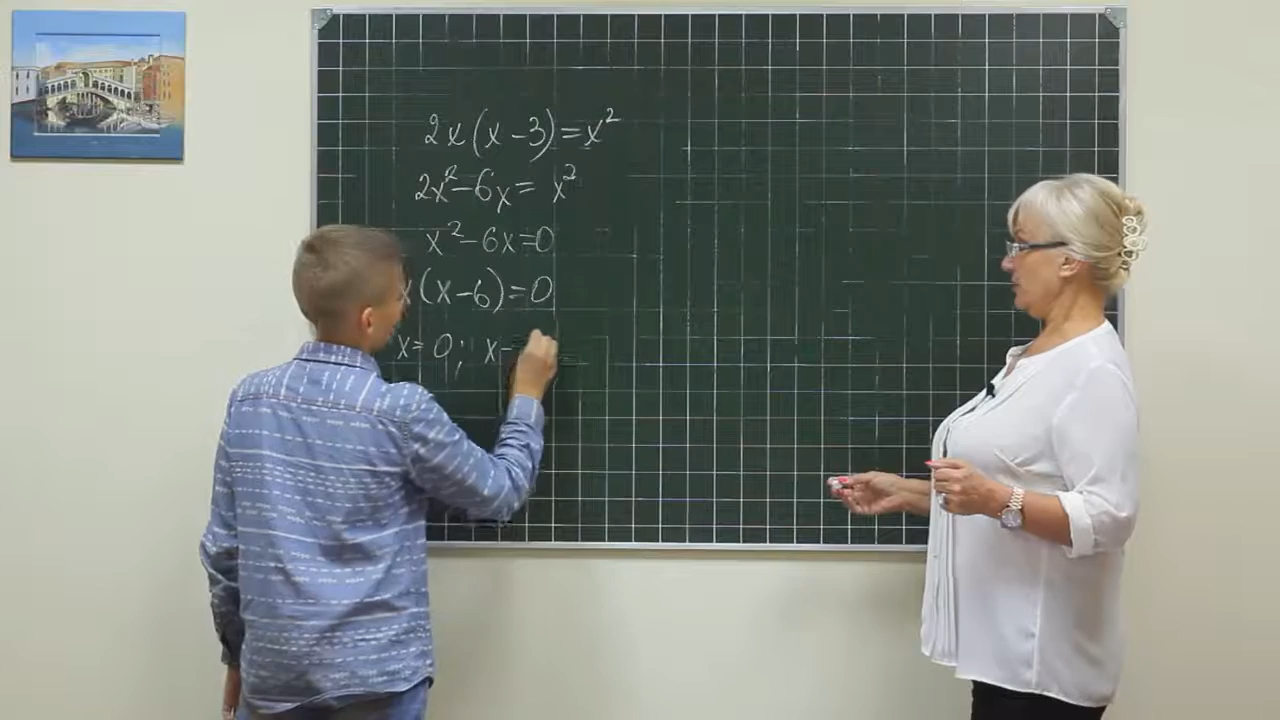 2x(x-3)=x²
2x²-6x=x²
x²-6x=0
x(x-6)=0
x=0; x-